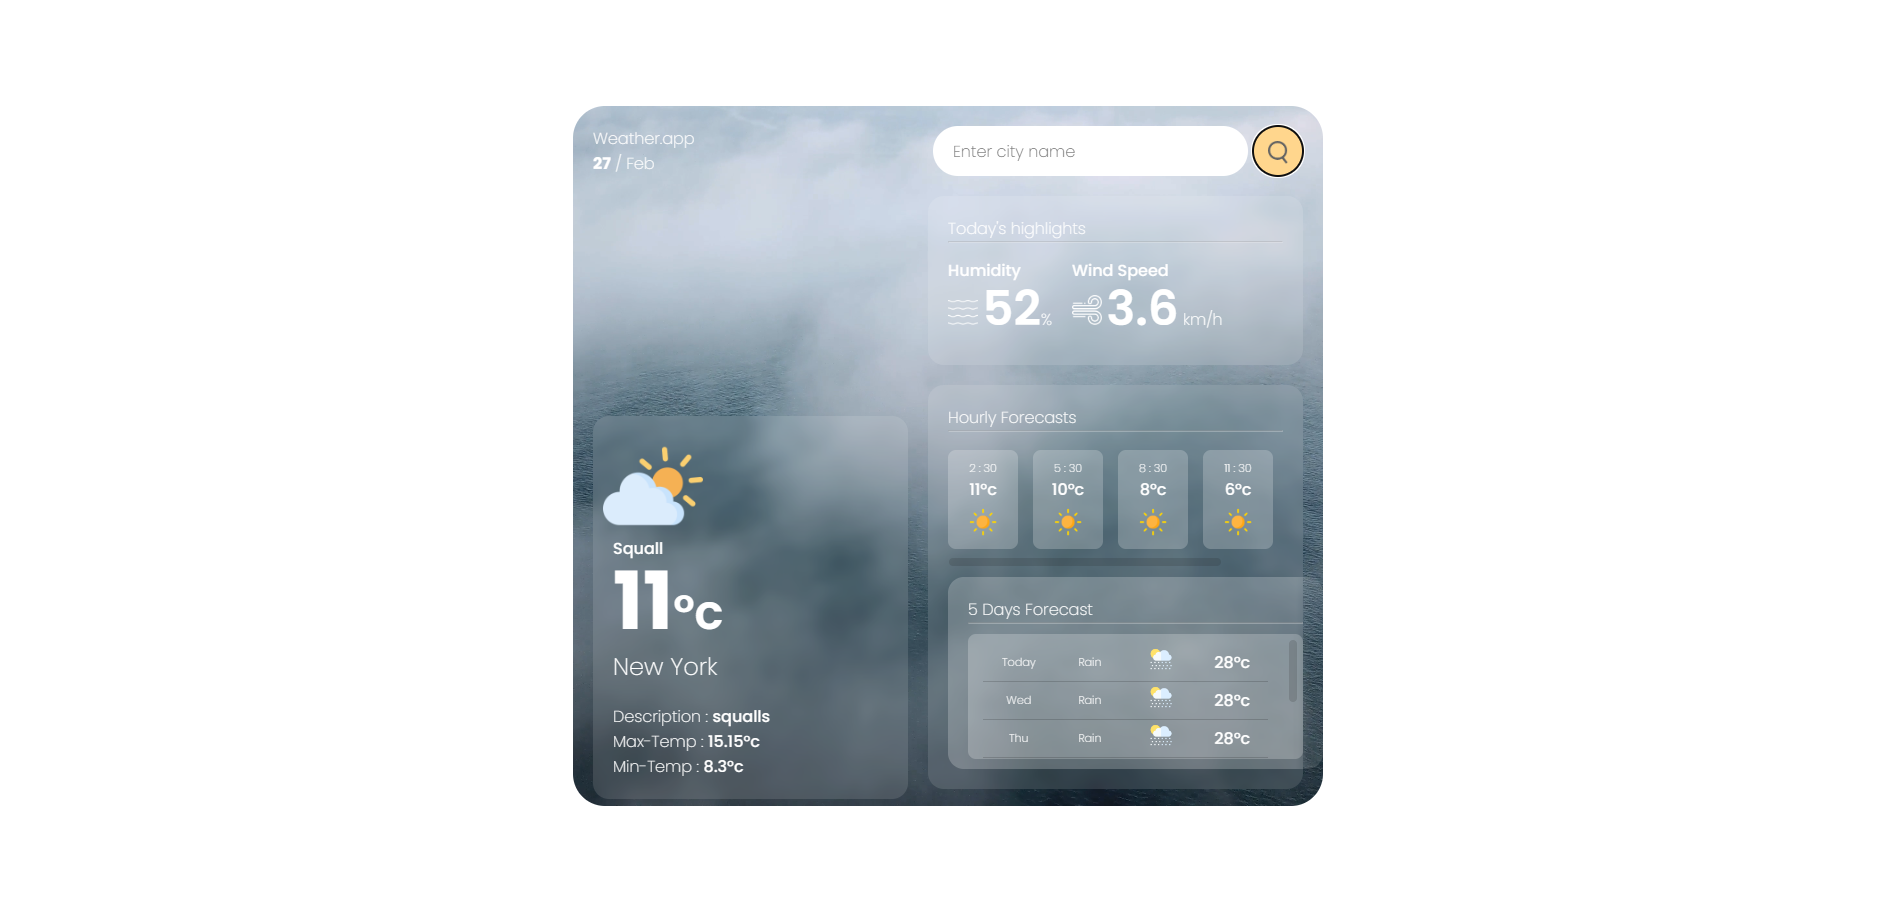 Weather.app
27 / Feb
Enter city name
Today's highlights
Humidity
52%
Wind Speed
3.6 km/h
Squall
11°c
New York
Description : squalls
Max-Temp : 15.15°c
Min-Temp : 8.3°c
Hourly Forecasts
2 : 30
11°c
5 : 30
10°c
8 : 30
8°c
11 : 30
6°c
5 Days Forecast
Today Rain 28°c
Wed Rain 28°c
Thu Rain 28°c